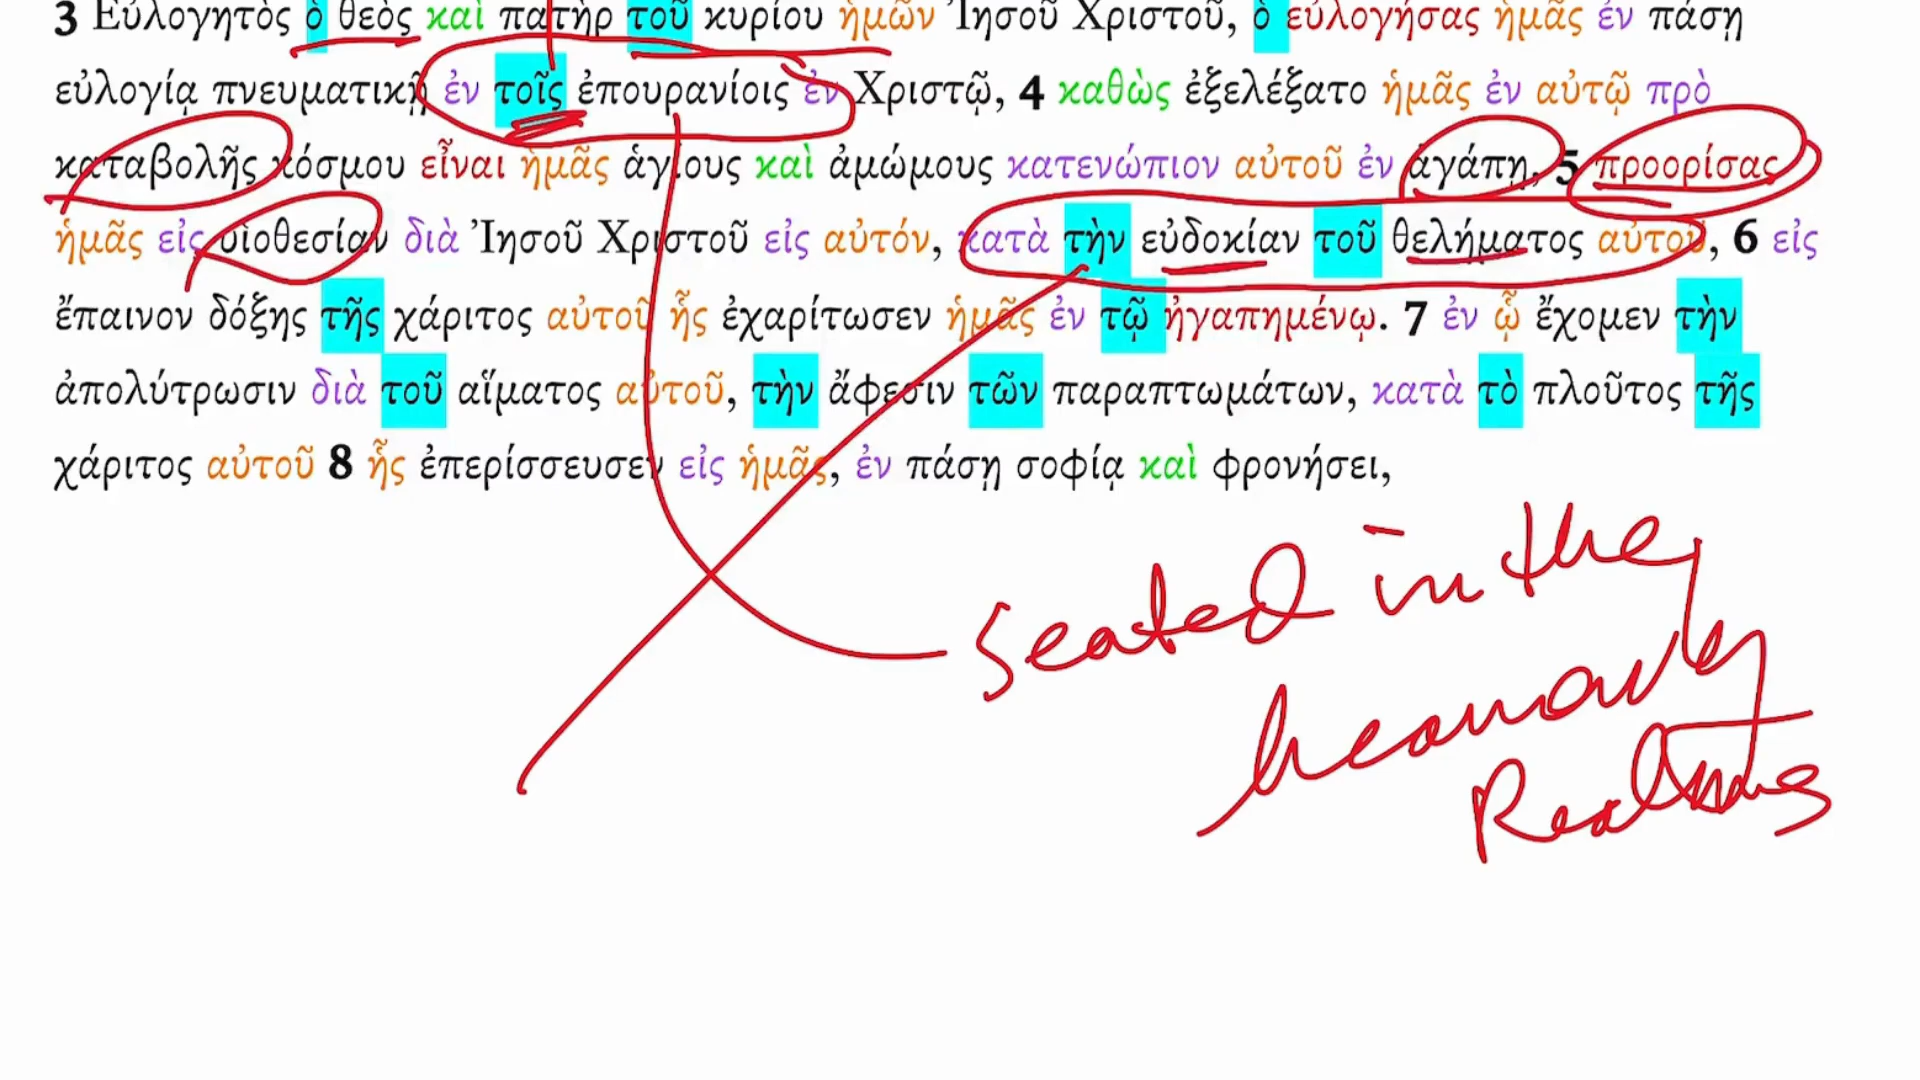 3 Εὐλογητὸς ὁ θεὸς καὶ πατὴρ τοῦ κυρίου ἡμῶν Ἰησοῦ Χριστοῦ, ὁ εὐλογήσας ἡμᾶς ἐν πάσῃ
εὐλογίᾳ πνευματικῇ ἐν τοῖς ἐπουρανίοις ἐν Χριστῷ, 4 καθὼς ἐξελέξατο ἡμᾶς ἐν αὐτῷ πρὸ
καταβολῆς κόσμου εἶναι ἡμᾶς ἁγίους καὶ ἀμώμους κατενώπιον αὐτοῦ ἐν ἀγάπῃ, 5 προορίσας
ἡμᾶς εἰς υἱοθεσίαν διὰ Ἰησοῦ Χριστοῦ εἰς αὐτόν, κατὰ τὴν εὐδοκίαν τοῦ θελήματος αὐτοῦ, 6 εἰς
ἔπαινον δόξης τῆς χάριτος αὐτοῦ ἧς ἐχαρίτωσεν ἡμᾶς ἐν τῷ ἠγαπημένῳ. 7 ἐν ᾧ ἔχομεν τὴν
ἀπολύτρωσιν διὰ τοῦ αἵματος αὐτοῦ, τὴν ἄφεσιν τῶν παραπτωμάτων, κατὰ τὸ πλοῦτος τῆς
χάριτος αὐτοῦ 8 ἧς ἐπερίσσευσεν εἰς ἡμᾶς, ἐν πάσῃ σοφίᾳ καὶ φρονήσει,
seated in the
heavenly
Realms